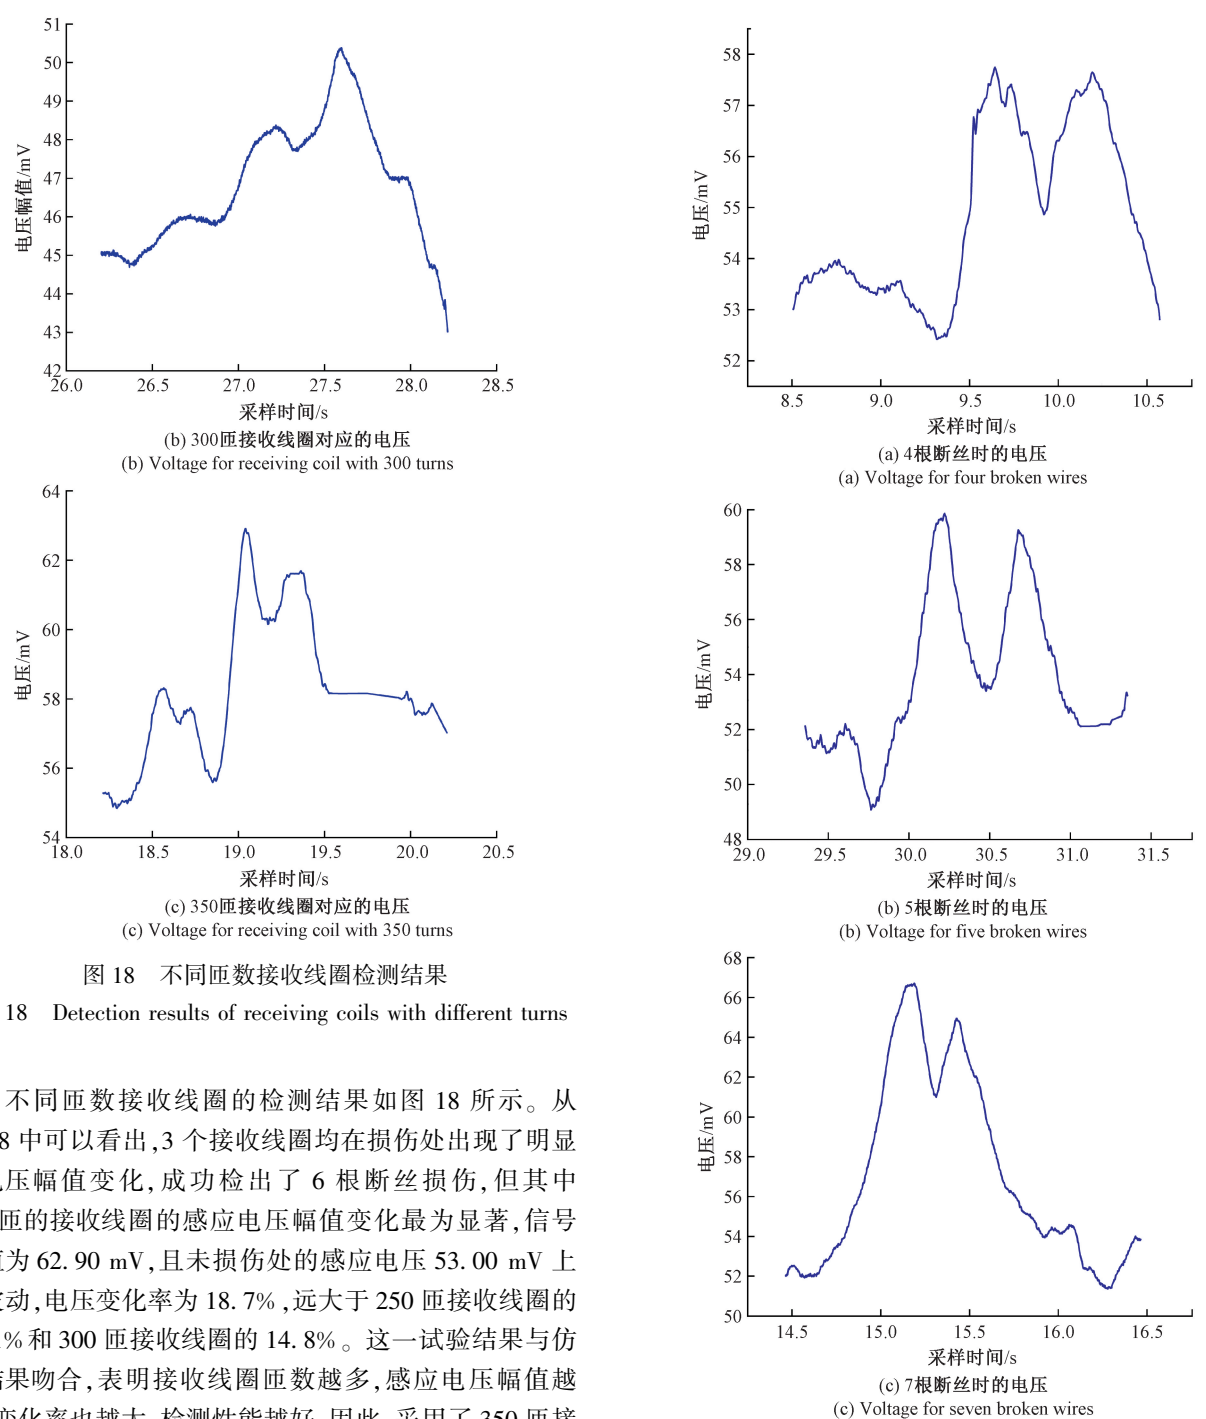 51
50
49
48
47
46
45
44
43
42
电压幅值/mV
26.0 26.5 27.0 27.5 28.0 28.5
采样时间/s
(b) 300匝接收线圈对应的电压
(b) Voltage for receiving coil with 300 turns
64
62
60
58
56
54
电压/mV
18.0 18.5 19.0 19.5 20.0 20.5
采样时间/s
(c) 350匝接收线圈对应的电压
(c) Voltage for receiving coil with 350 turns
图 18 不同匝数接收线圈检测结果
18 Detection results of receiving coils with different turns
不同匝数接收线圈的检测结果如图 18 所示。从
8 中可以看出,3 个接收线圈均在损伤处出现了明显
压幅值变化,成功检出了 6 根断丝损伤,但其中
匝的接收线圈的感应电压幅值变化最为显著,信号
为 62. 90 mV,且未损伤处的感应电压 53. 00 mV 上
动,电压变化率为 18. 7% ,远大于 250 匝接收线圈的
% 和 300 匝接收线圈的 14. 8% 。这一试验结果与仿
果吻合,表明接收线圈匝数越多,感应电压幅值越
变化率也越大,检测性能越好。因此,采用了 350 匝接
58
57
56
55
54
53
52
电压/mV
8.5 9.0 9.5 10.0 10.5
采样时间/s
(a) 4根断丝时的电压
(a) Voltage for four broken wires
60
58
56
54
52
50
48
电压/mV
29.0 29.5 30.0 30.5 31.0 31.5
采样时间/s
(b) 5根断丝时的电压
(b) Voltage for five broken wires
68
66
64
62
60
58
56
54
52
50
电压/mV
14.5 15.0 15.5 16.0 16.5
采样时间/s
(c) 7根断丝时的电压
(c) Voltage for seven broken wires